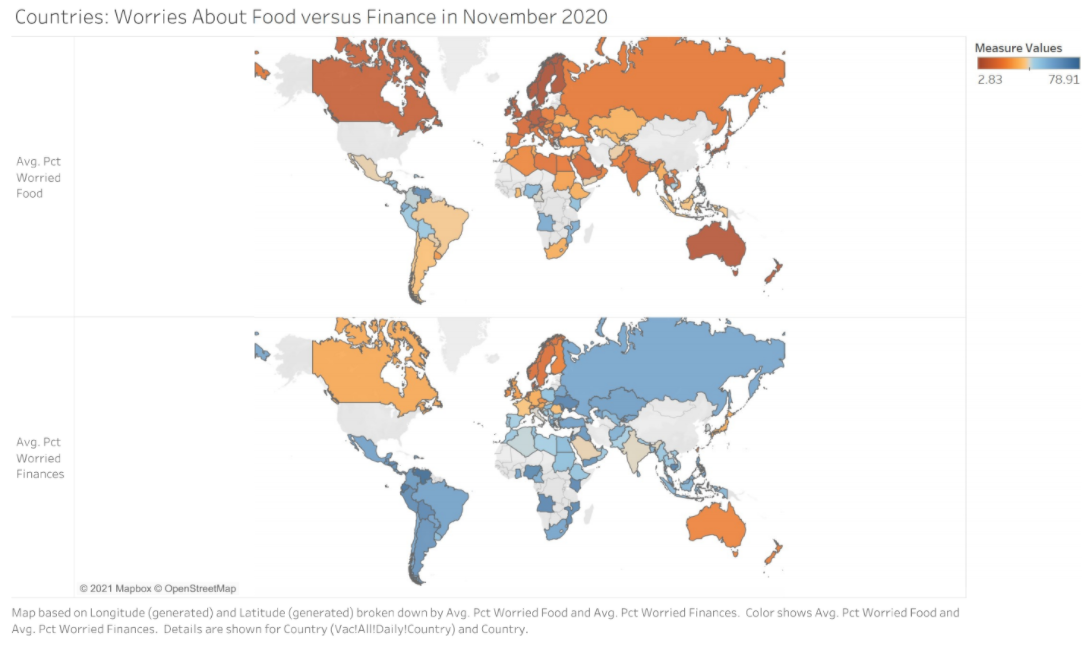 Countries: Worries About Food versus Finance in November 2020
Measure Values
2.83 78.91
Avg. Pct
Worried
Food
Avg. Pct
Worried
Finances
© 2021 Mapbox © OpenStreetMap
Map based on Longitude (generated) and Latitude (generated) broken down by Avg. Pct Worried Food and Avg. Pct Worried Finances.  Color shows Avg. Pct Worried Food and
Avg. Pct Worried Finances.  Details are shown for Country (Vac!All!Daily!Country) and Country.